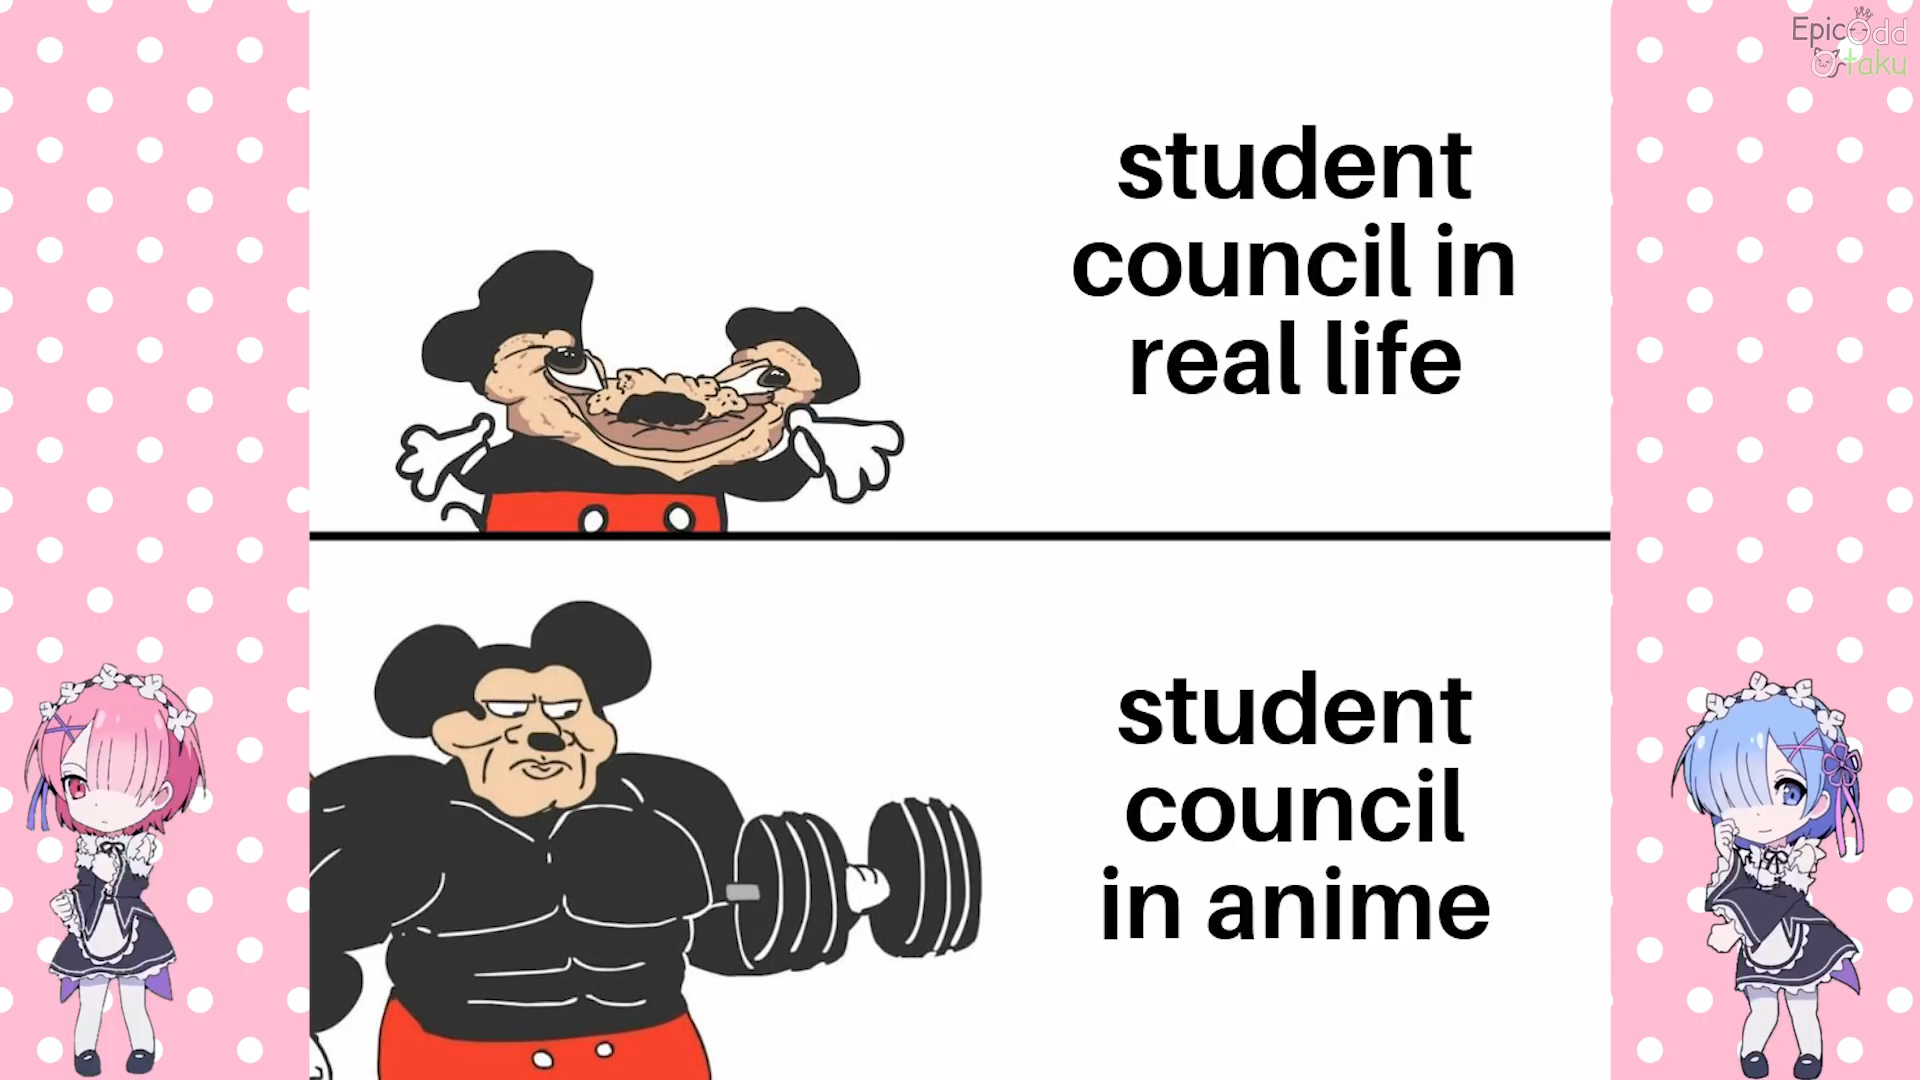 EpicOdd
Otaku
student
council in
real life
student
council
in anime